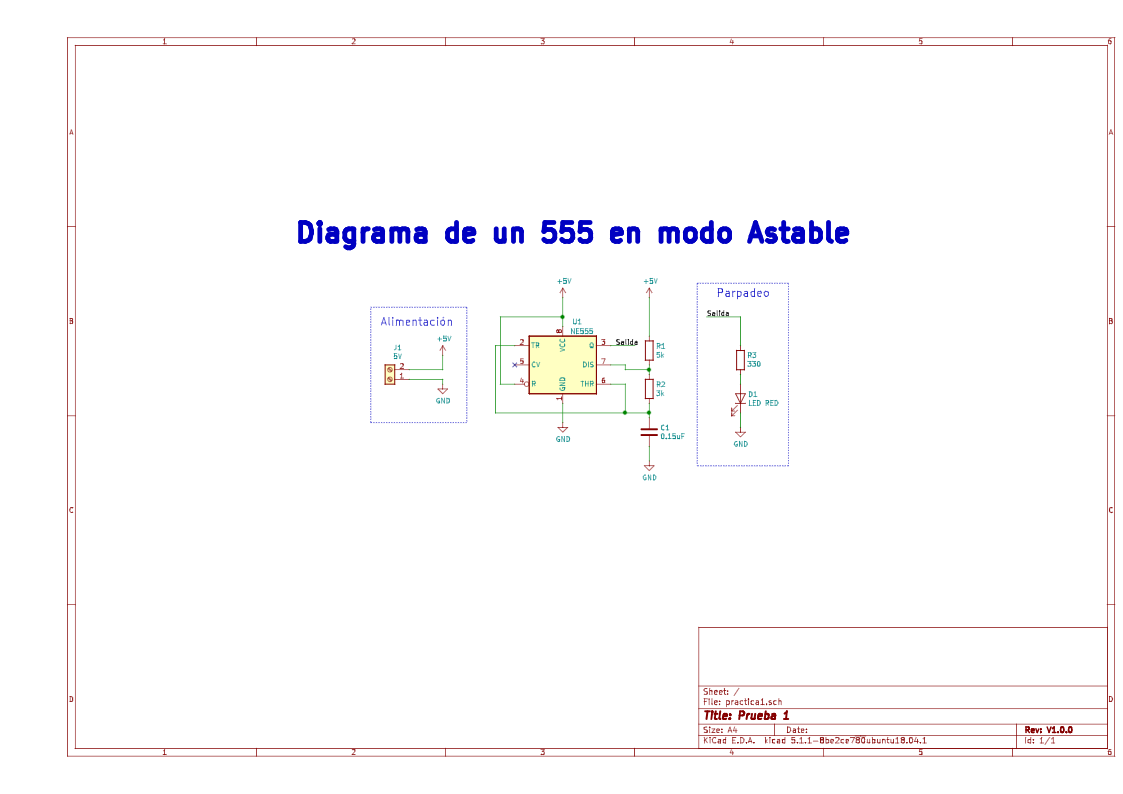 1 2 3 4 5 6
A A
Diagrama de un 555 en modo Astable
B B
Alimentación
J1
5V
+5V
2
1
GND
+5V
U1
NE555
8
VCC
2 TR
5 CV
4 R
Q 3
DIS 7
THR 6
GND
1
GND
Salida
+5V
R1
5k
R2
3k
C1
0.15uF
GND
Parpadeo
Salida
R3
330
D1
LED RED
GND
C C
D D
Sheet: /
File: practica1.sch
Title: Prueba 1
Size: A4 Date: Rev: V1.0.0
KiCad E.D.A. kicad 5.1.1-8be2ce780ubuntu18.04.1 Id: 1/1
1 2 3 4 5 6